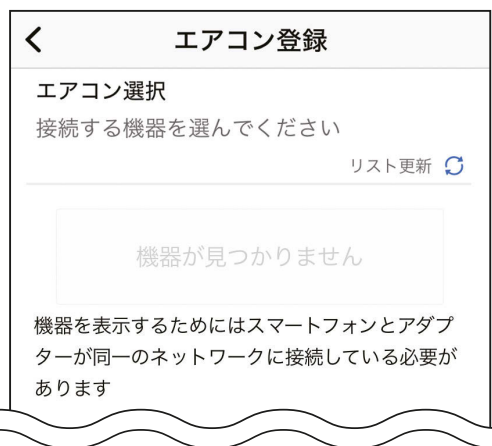 エアコン登録
エアコン選択
接続する機器を選んでください
リスト更新
機器が見つかりません
機器を表示するためにはスマートフォンとアダプ
ターが同一のネットワークに接続している必要が
あります